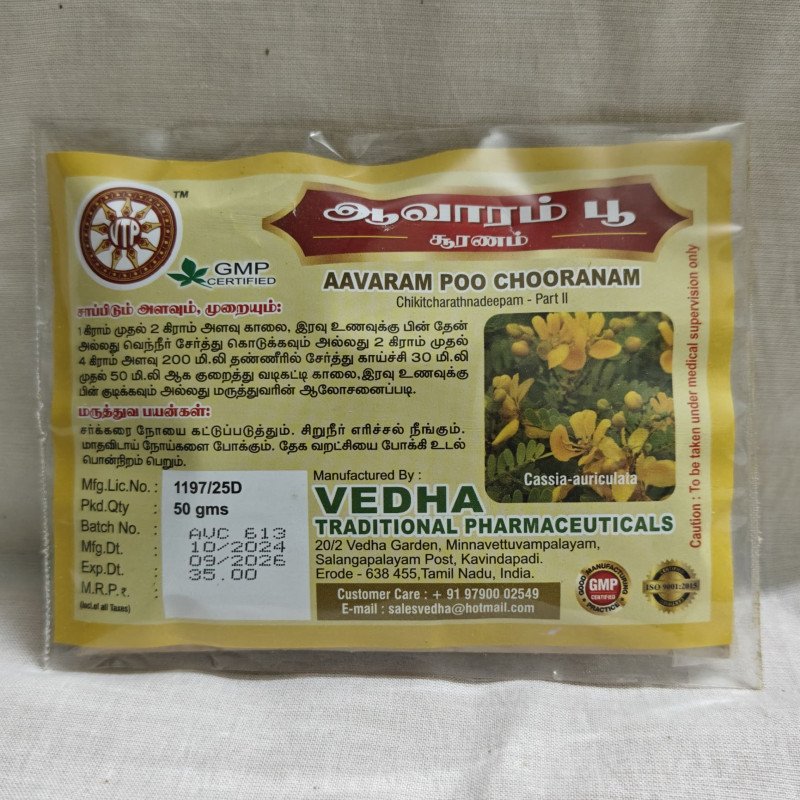 VTP
TM
GMP
CERTIFIED
ஆவாரம் பூ
சூரணம்
AAVARAM POO CHOORANAM
Chikitcharathnadeepam - Part II
சாப்பிடும் அளவும், முறையும்:
1 கிராம் முதல் 2 கிராம் அளவு காலை, இரவு உணவுக்கு பின் தேன்
அல்லது வெந்நீர் சேர்த்து கொடுக்கவும் அல்லது 2 கிராம் முதல்
4 கிராம் அளவு 200 மி.லி தண்ணீரில் சேர்த்து காய்ச்சி 30 மி.லி
முதல் 50 மி.லி ஆக குறைத்து வடிகட்டி காலை,இரவு உணவுக்கு
பின் குடிக்கவும் அல்லது மருத்துவரின் ஆலோசனைப்படி.
மருத்துவ பயன்கள்:
சர்க்கரை நோயை கட்டுப்படுத்தும். சிறுநீர் எரிச்சல் நீங்கும்.
மாதவிடாய் நோய்களை போக்கும். தேக வறட்சியை போக்கி உடல்
பொன்நிறம் பெறும்.
Cassia-auriculata
Caution : To be taken under medical supervision only
Mfg.Lic.No. : 1197/25D
Pkd.Qty : 50 gms
Batch No. : AVC 613
Mfg.Dt. : 10/2024
Exp.Dt. : 09/2026
M.R.P.₹. : 35.00
(Incl.of all Taxes)
Manufactured By :
VEDHA
TRADITIONAL PHARMACEUTICALS
20/2 Vedha Garden, Minnavettuvampalayam,
Salangapalayam Post, Kavindapadi.
Erode - 638 455,Tamil Nadu, India.
Customer Care : + 91 97900 02549
E-mail : salesvedha@hotmail.com
GOOD MANUFACTURING
GMP
CERTIFIED
PRACTICE
ISO 9001:2015